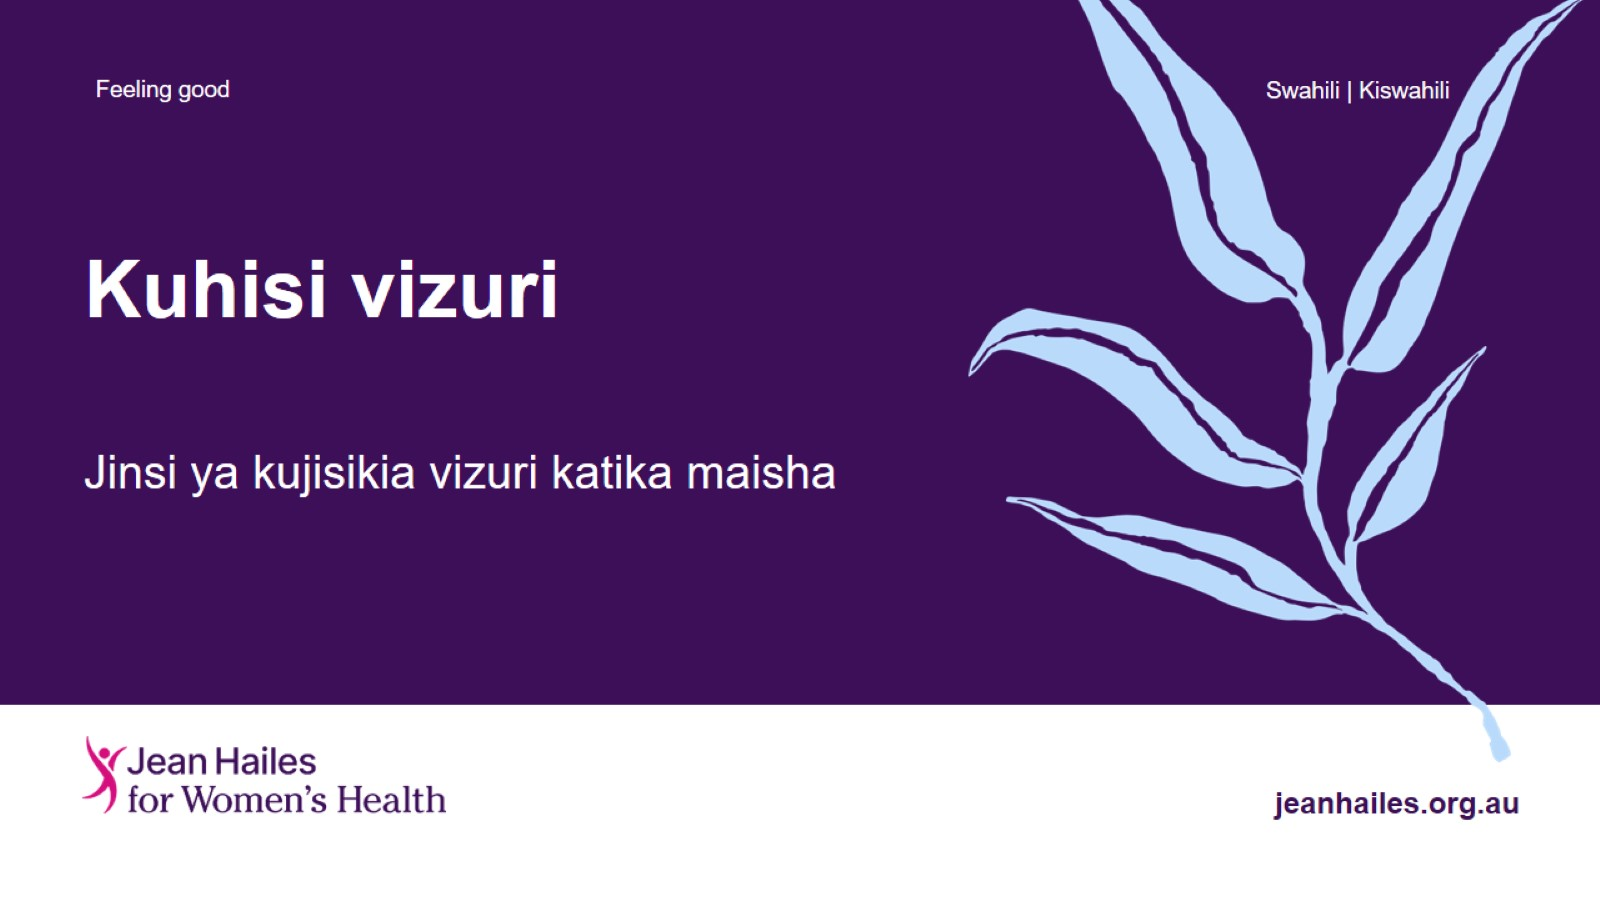 Feeling good
Swahili | Kiswahili
Kuhisi vizuri
Jinsi ya kujisikia vizuri katika maisha
Jean Hailes
for Women's Health
jeanhailes.org.au